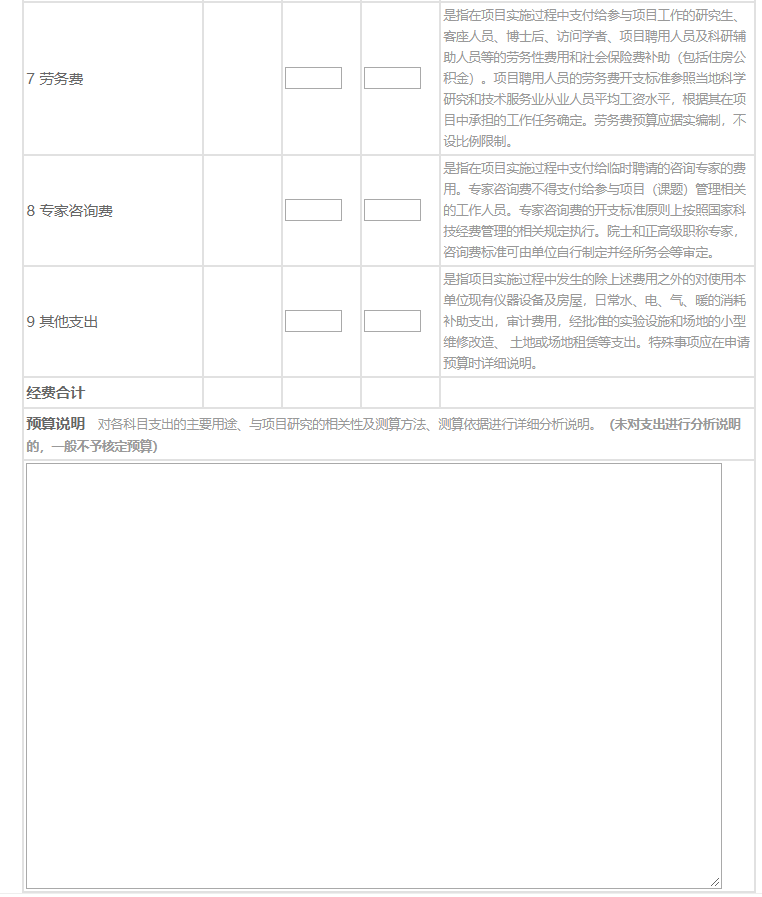 是指在项目实施过程中支付给参与项目工作的研究生、
客座人员、博士后、访问学者、项目聘用人员及科研辅
助人员等的劳务性费用和社会保险费补助（包括住房公
7 劳务费
积金）。项目聘用人员的劳务费开支标准参照当地科学
研究和技术服务业从业人员平均工资水平，根据其在项
目中承担的工作任务确定。劳务费预算应据实编制，不
设比例限制。
是指在项目实施过程中支付给临时聘请的咨询专家的费
用。专家咨询费不得支付给参与项目（课题）管理相关
8 专家咨询费
的工作人员。专家咨询费的开支标准原则上按照国家科
技经费管理的相关规定执行。院士和正高级职称专家，
咨询费标准可由单位自行制定并经所务会等审定。
是指项目实施过程中发生的除上述费用之外的对使用本
单位现有仪器设备及房屋，日常水、电、气、暖的消耗
9 其他支出
补助支出，审计费用，经批准的实验设施和场地的小型
维修改造、 土地或场地租赁等支出。特殊事项应在申请
预算时详细说明。
经费合计
预算说明 对各科目支出的主要用途、与项目研究的相关性及测算方法、测算依据进行详细分析说明。（未对支出进行分析说明
的，一般不予核定预算）